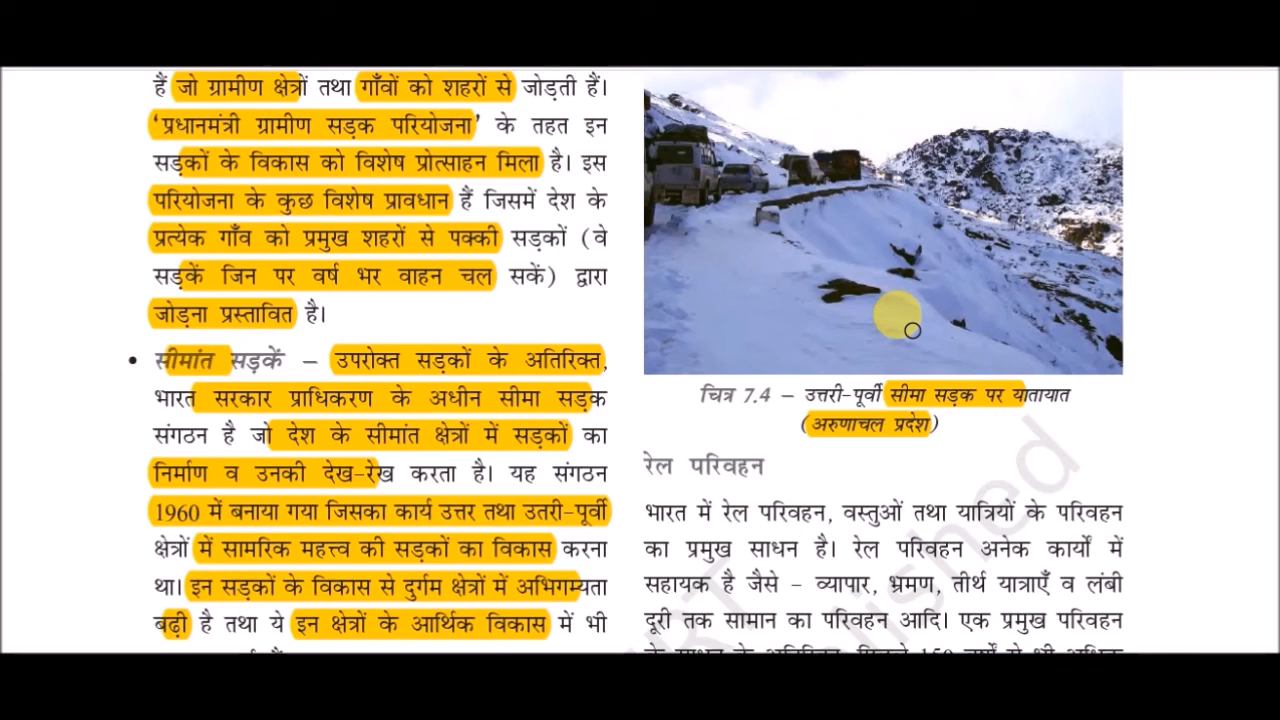 हैं जो ग्रामीण क्षेत्रों तथा गाँवों को शहरों से जोड़ती हैं।
‘प्रधानमंत्री ग्रामीण सड़क परियोजना’ के तहत इन
सड़कों के विकास को विशेष प्रोत्साहन मिला है। इस
परियोजना के कुछ विशेष प्रावधान हैं जिसमें देश के
प्रत्येक गाँव को प्रमुख शहरों से पक्की सड़कों (वे
सड़कें जिन पर वर्ष भर वाहन चल सकें) द्वारा
जोड़ना प्रस्तावित है।
• सीमांत सड़कें – उपरोक्त सड़कों के अतिरिक्त,
भारत सरकार प्राधिकरण के अधीन सीमा सड़क
संगठन है जो देश के सीमांत क्षेत्रों में सड़कों का
निर्माण व उनकी देख-रेख करता है। यह संगठन
1960 में बनाया गया जिसका कार्य उत्तर तथा उतरी-पूर्वी
क्षेत्रों में सामरिक महत्त्व की सड़कों का विकास करना
था। इन सड़कों के विकास से दुर्गम क्षेत्रों में अभिगम्यता
बढ़ी है तथा ये इन क्षेत्रों के आर्थिक विकास में भी
चित्र 7.4 – उत्तरी-पूर्वी सीमा सड़क पर यातायात
(अरुणाचल प्रदेश)
रेल परिवहन
भारत में रेल परिवहन, वस्तुओं तथा यात्रियों के परिवहन
का प्रमुख साधन है। रेल परिवहन अनेक कार्यों में
सहायक है जैसे – व्यापार, भ्रमण, तीर्थ यात्राएँ व लंबी
दूरी तक सामान का परिवहन आदि। एक प्रमुख परिवहन